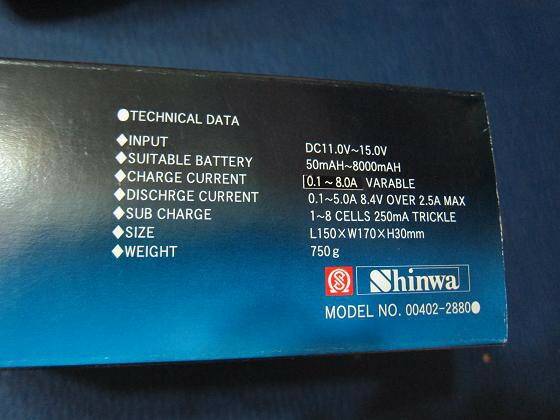 ●TECHNICAL DATA
◆INPUT DC11.0V~15.0V
◆SUITABLE BATTERY 50mAH~8000mAH
◆CHARGE CURRENT 0.1~8.0A VARABLE
◆DISCHRGE CURRENT 0.1~5.0A 8.4V OVER 2.5A MAX
◆SUB CHARGE 1~8 CELLS 250mA TRICKLE
◆SIZE L150×W170×H30mm
◆WEIGHT 750g
Shinwa
MODEL NO. 00402-2880●